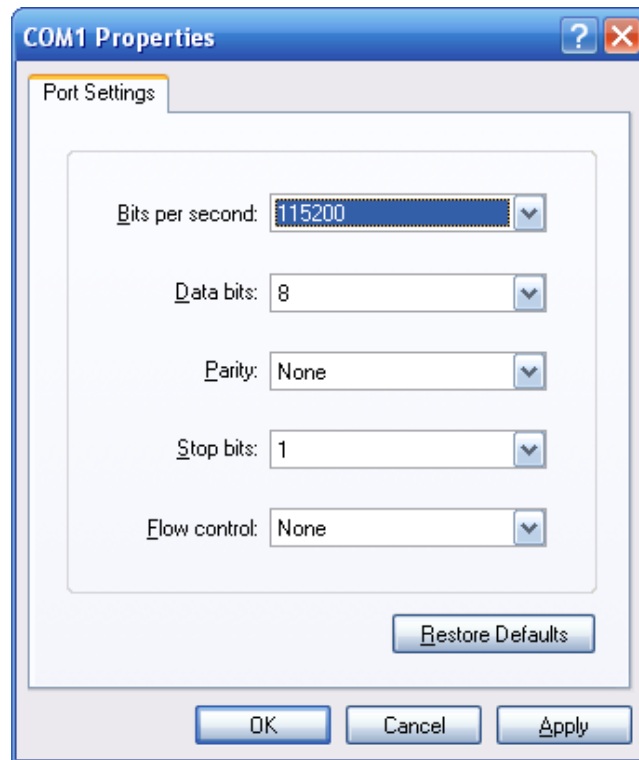 COM1 Properties
Port Settings
Bits per second: 115200
Data bits: 8
Parity: None
Stop bits: 1
Flow control: None
Restore Defaults
OK Cancel Apply